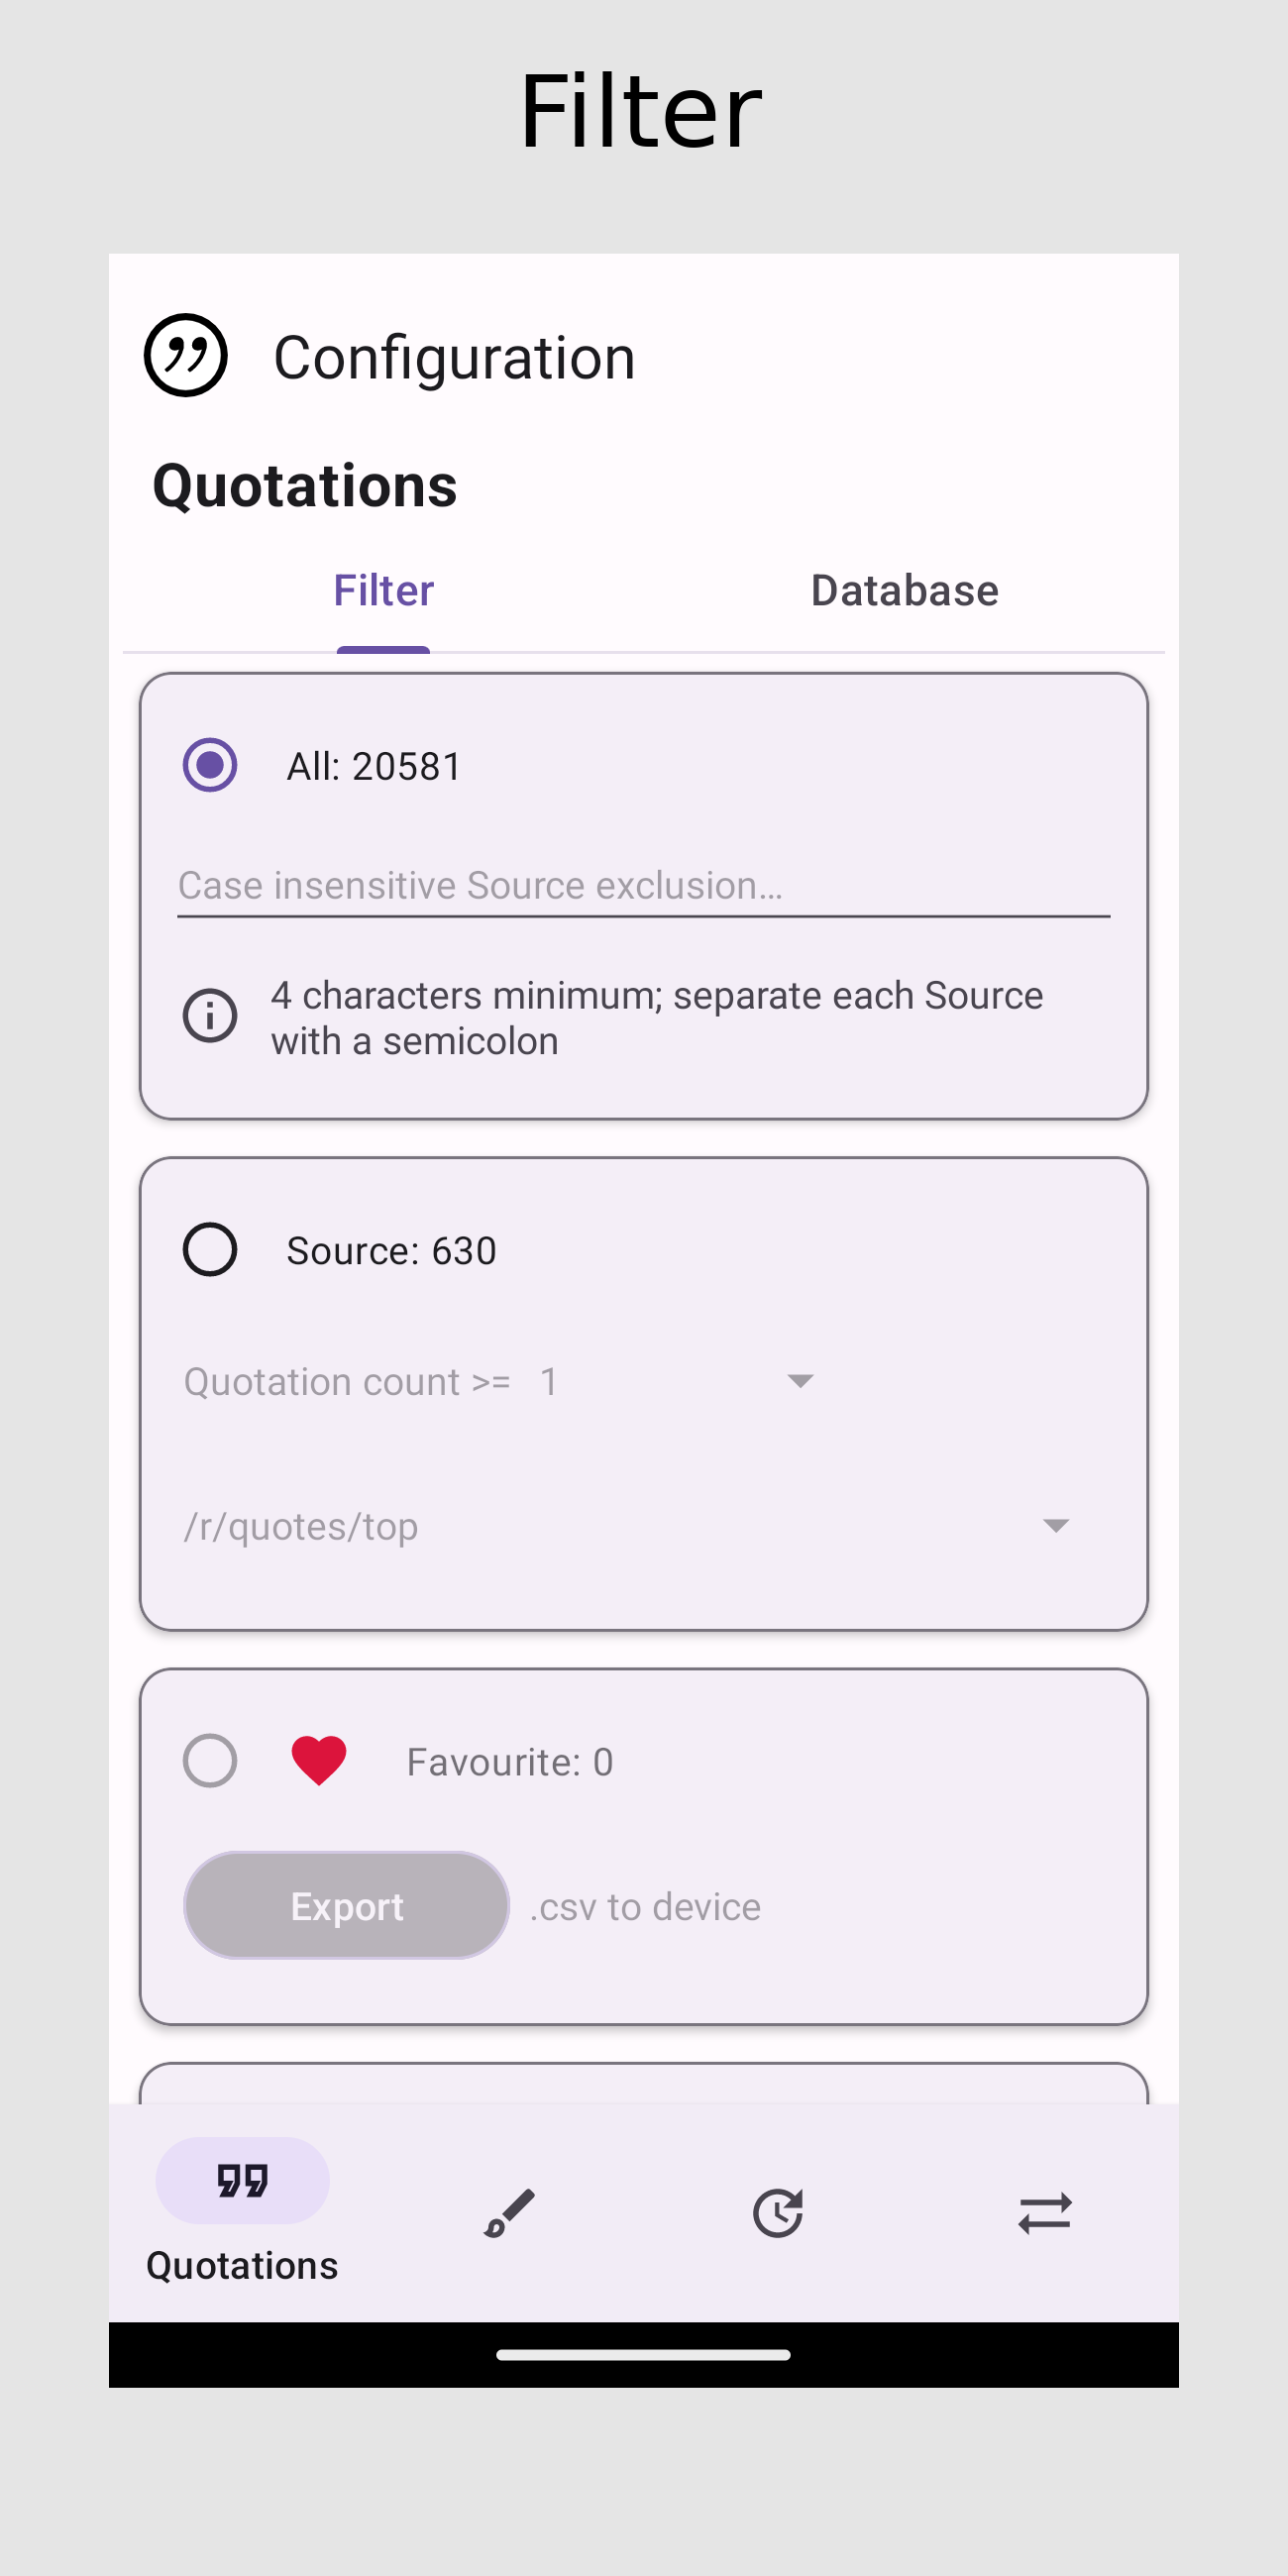 Filter
Configuration
Quotations
Filter
Database
All: 20581
Case insensitive Source exclusion…
4 characters minimum; separate each Source
with a semicolon
Source: 630
Quotation count >= 1
/r/quotes/top
Favourite: 0
Export .csv to device
Quotations